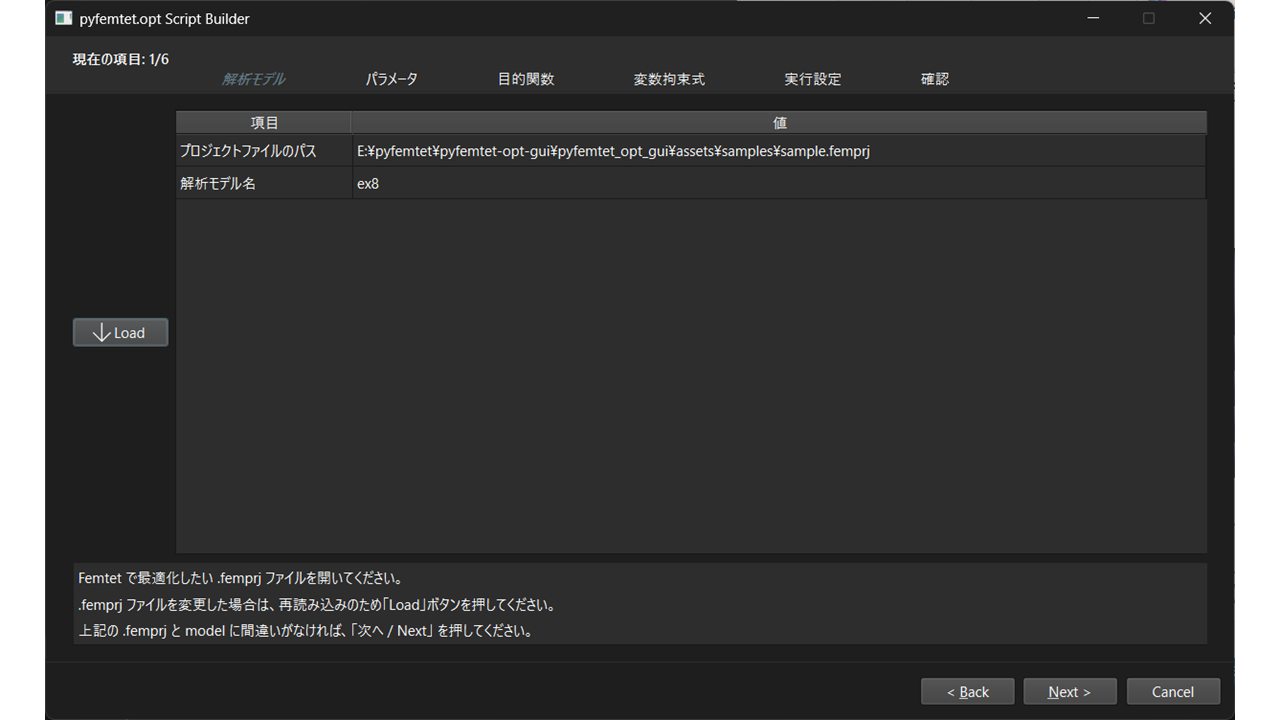 pyfemtet.opt Script Builder
現在の項目: 1/6
解析モデル パラメータ 目的関数 変数拘束式 実行設定 確認
項目 値
プロジェクトファイルのパス E:¥pyfemtet¥pyfemtet-opt-gui¥pyfemtet_opt_gui¥assets¥samples¥sample.femprj
解析モデル名 ex8
Load
Femtet で最適化したい .femprj ファイルを開いてください。
.femprj ファイルを変更した場合は、再読み込みのため「Load」ボタンを押してください。
上記の .femprj と model に間違いがなければ、「次へ / Next」 を押してください。
< Back Next > Cancel